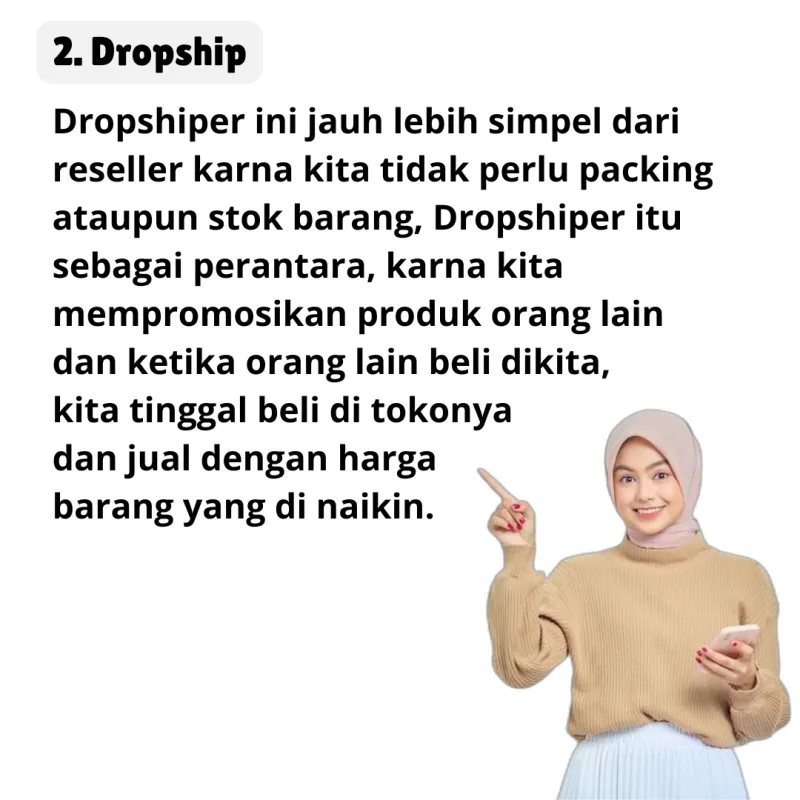 2. Dropship
Dropshiper ini jauh lebih simpel dari
reseller karna kita tidak perlu packing
ataupun stok barang, Dropshiper itu
sebagai perantara, karna kita
mempromosikan produk orang lain
dan ketika orang lain beli dikita,
kita tinggal beli di tokonya
dan jual dengan harga
barang yang di naikin.